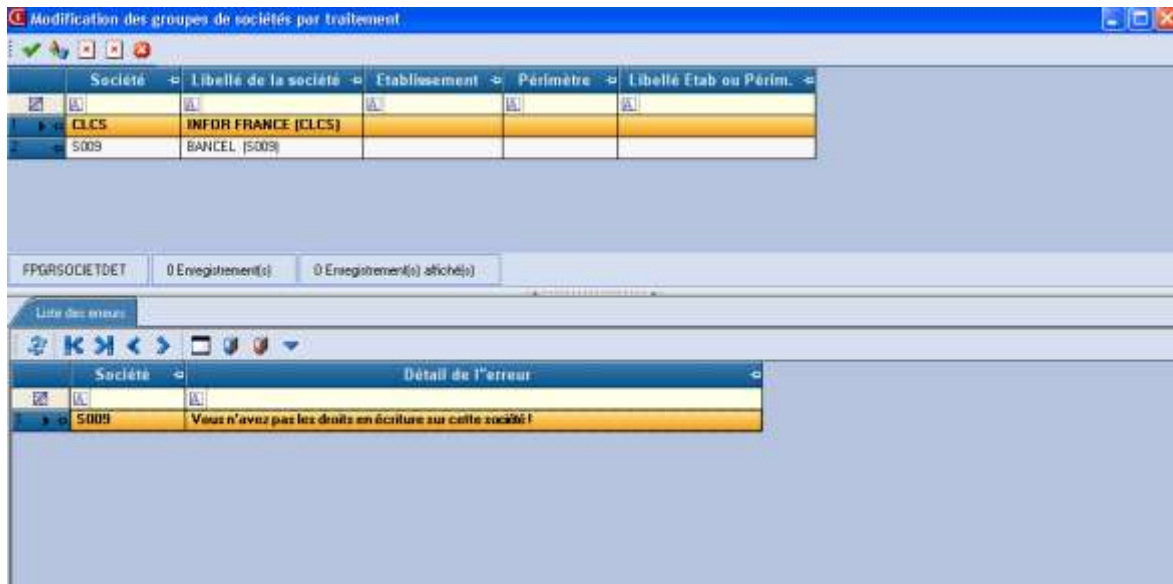 Modification des groupes de sociétés par traitement
Société Libellé de la société Etablissement Périmètre Libellé Etab ou Périm.
1 CLCS INFOR FRANCE (CLCS)
2 S009 BANCEL (S009)
FPGRSOCIETDET 0 Enregistrement(s) 0 Enregistrement(s) affiché(s)
Liste des erreurs
Société Détail de l"erreur
S009 Vous n'avez pas les droits en écriture sur cette société !